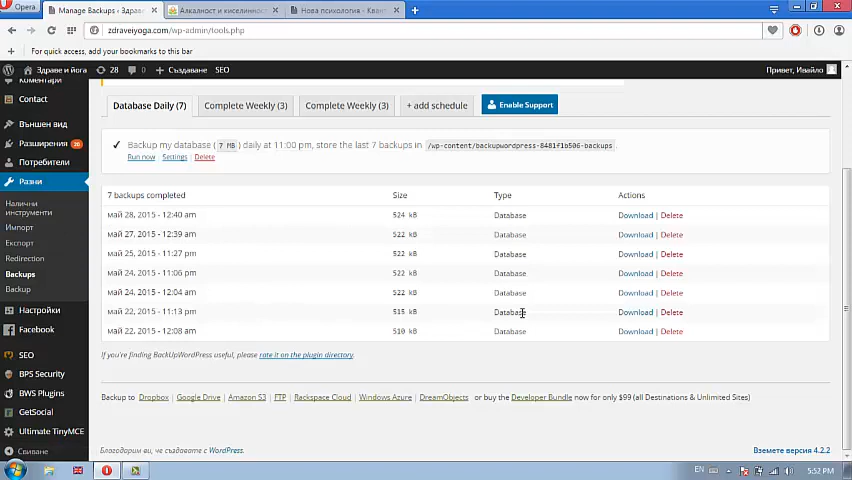 Opera
Manage Backups ‹ Здраве
Алкалност и киселинност
Нова психология - Квант
zdraveiyoga.com/wp-admin/tools.php
For quick access, add your bookmarks to this bar
Здраве и йога 28 0 + Създаване SEO Привет, Ивайло
Коментари
Contact
Външен вид
Разширения 28
Потребители
Разни
Налични инструменти
Импорт
Експорт
Redirection
Backups
Backup
Настройки
Facebook
SEO
BPS Security
BWS Plugins
GetSocial
Ultimate TinyMCE
Свиване
Database Daily (7) Complete Weekly (3) Complete Weekly (3) + add schedule Enable Support
Backup my database ( 7 MB ) daily at 11:00 pm, store the last 7 backups in /wp-content/backupwordpress-8481f1b506-backups .
Run now Settings Delete
7 backups completed Size Type Actions
май 28, 2015 - 12:40 am 524 kB Database Download | Delete
май 27, 2015 - 12:39 am 522 kB Database Download | Delete
май 25, 2015 - 11:27 pm 522 kB Database Download | Delete
май 24, 2015 - 11:06 pm 522 kB Database Download | Delete
май 24, 2015 - 12:04 am 522 kB Database Download | Delete
май 22, 2015 - 11:13 pm 515 kB Database Download | Delete
май 22, 2015 - 12:08 am 510 kB Database Download | Delete
If you're finding BackUpWordPress useful, please rate it on the plugin directory.
Backup to Dropbox | Google Drive | Amazon S3 | FTP | Rackspace Cloud | Windows Azure | DreamObjects or buy the Developer Bundle now for only $99 (all Destinations & Unlimited Sites)
Благодарим ви, че създавате с WordPress. Вземете версия 4.2.2
EN 5:52 PM